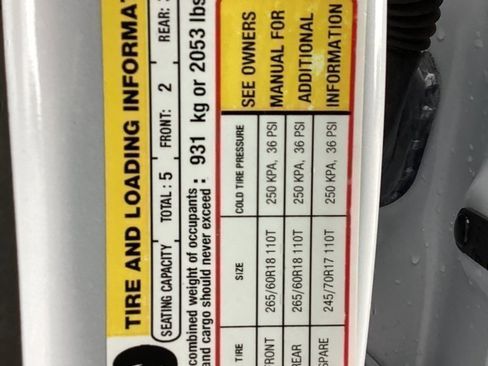 TIRE AND LOADING INFORMAT
SEATING CAPACITY TOTAL : 5 FRONT: 2 REAR:
combined weight of occupants
and cargo should never exceed : 931 kg or 2053 lbs
TIRE SIZE COLD TIRE PRESSURE
FRONT 265/60R18 110T 250 KPA, 36 PSI
REAR 265/60R18 110T 250 KPA, 36 PSI
SPARE 245/70R17 110T 250 KPA, 36 PSI
SEE OWNERS
MANUAL FOR
ADDITIONAL
INFORMATION